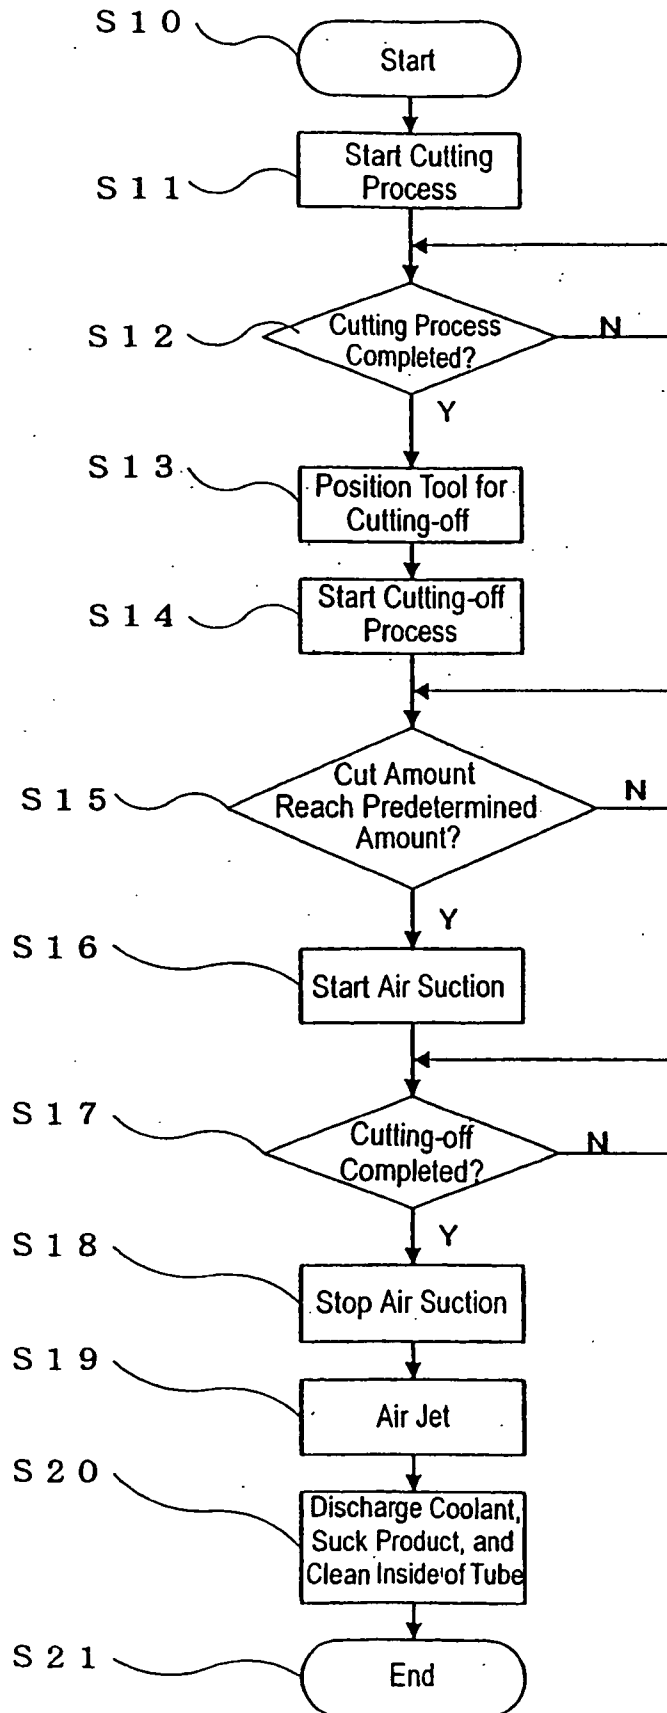 S10
Start
Start Cutting
Process
S11
S12
Cutting Process
Completed?
N
Y
S13
Position Tool for
Cutting-off
S14
Start Cutting-off
Process
S15
Cut Amount
Reach Predetermined
Amount?
N
Y
S16
Start Air Suction
S17
Cutting-off
Completed?
N
Y
S18
Stop Air Suction
S19
Air Jet
S20
Discharge Coolant,
Suck Product, and
Clean Inside of Tube
S21
End